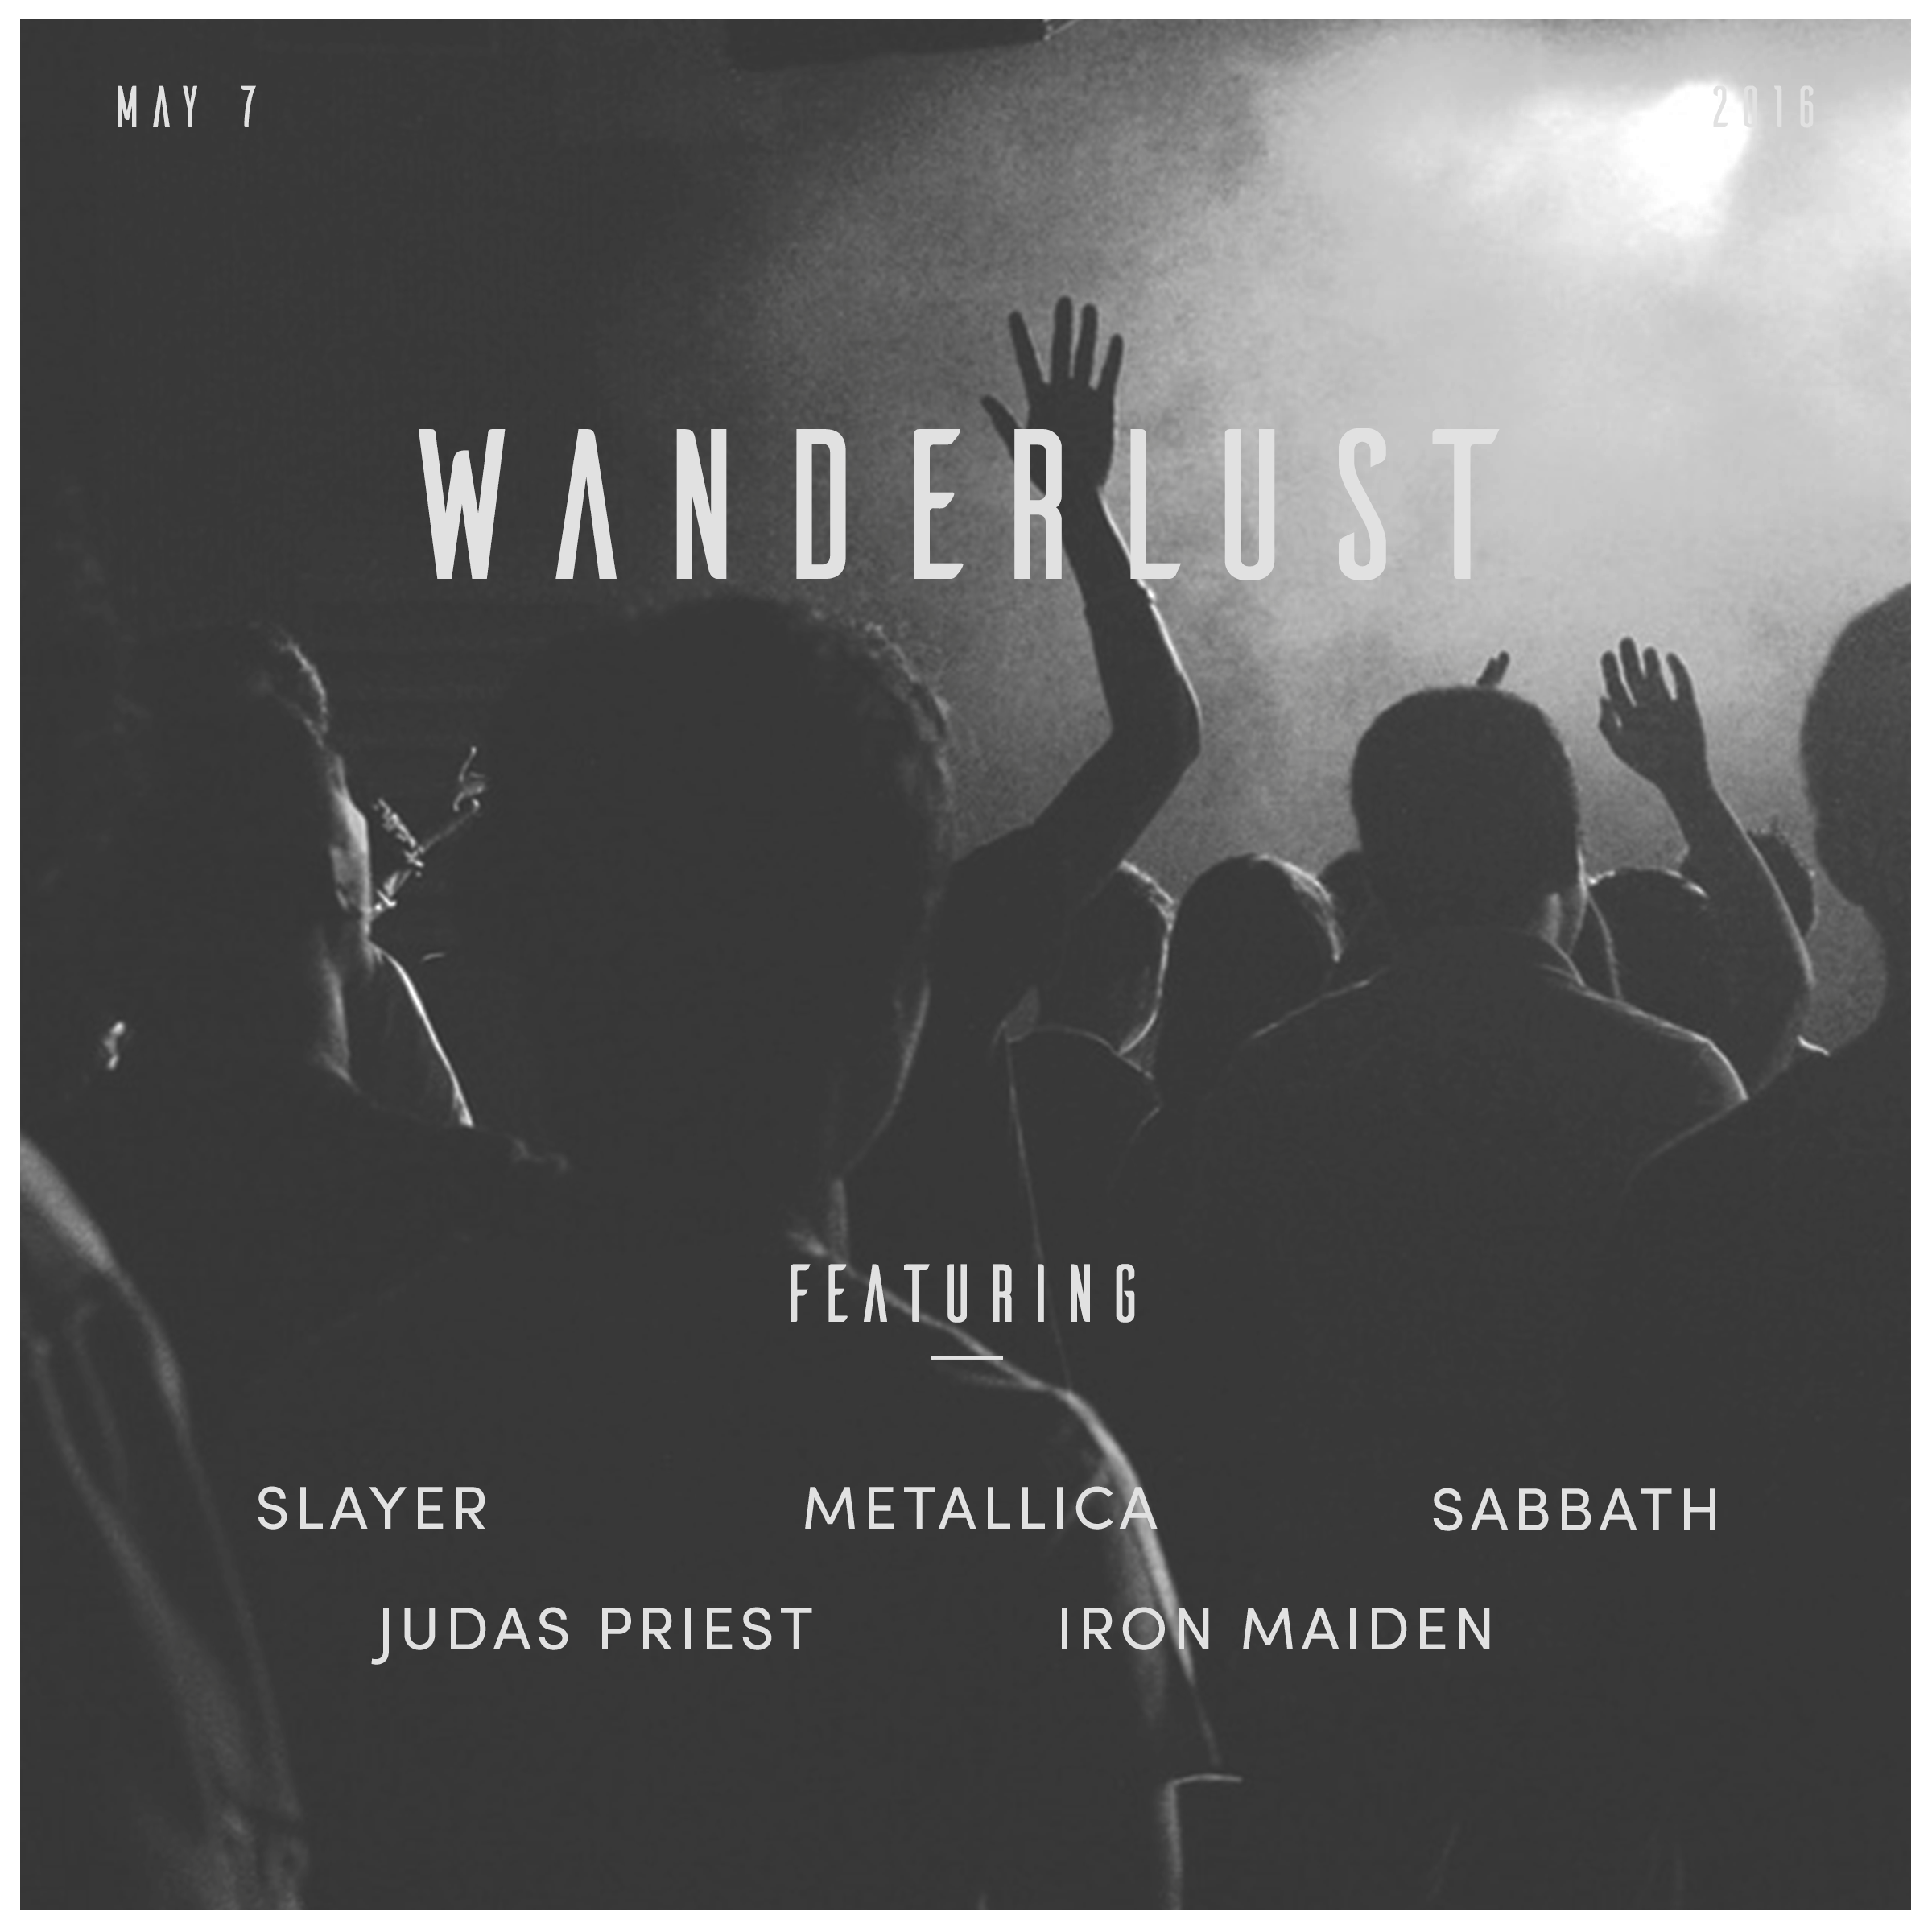 MAY 7 2016
WANDERLUST
FEATURING
SLAYER METALLICA SABBATH
JUDAS PRIEST IRON MAIDEN